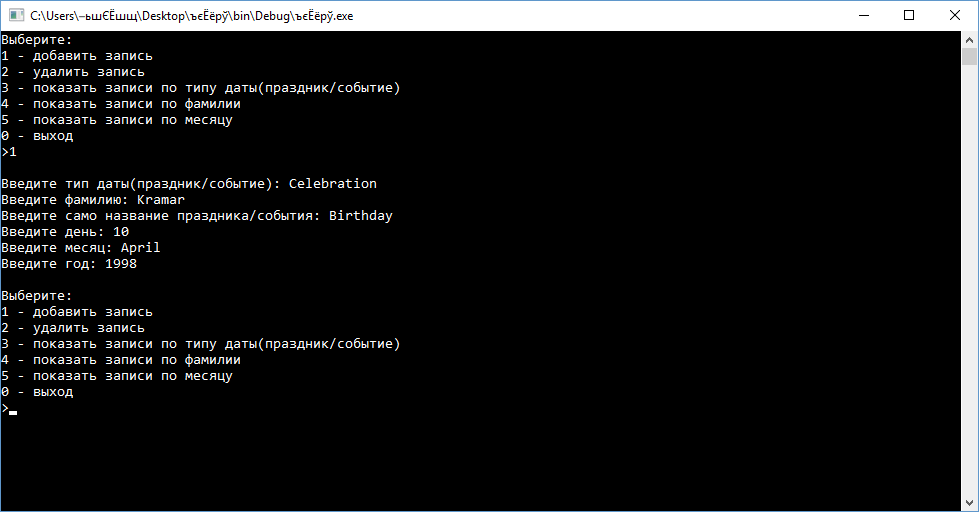 C:\Users\–ьшЄЁшщ\Desktop\ъєЁёрў\bin\Debug\ъєЁёрў.exe
Выберите:
1 - добавить запись
2 - удалить запись
3 - показать записи по типу даты(праздник/событие)
4 - показать записи по фамилии
5 - показать записи по месяцу
0 - выход
>1
Введите тип даты(праздник/событие): Celebration
Введите фамилию: Kramar
Введите само название праздника/события: Birthday
Введите день: 10
Введите месяц: April
Введите год: 1998
Выберите:
1 - добавить запись
2 - удалить запись
3 - показать записи по типу даты(праздник/событие)
4 - показать записи по фамилии
5 - показать записи по месяцу
0 - выход
>